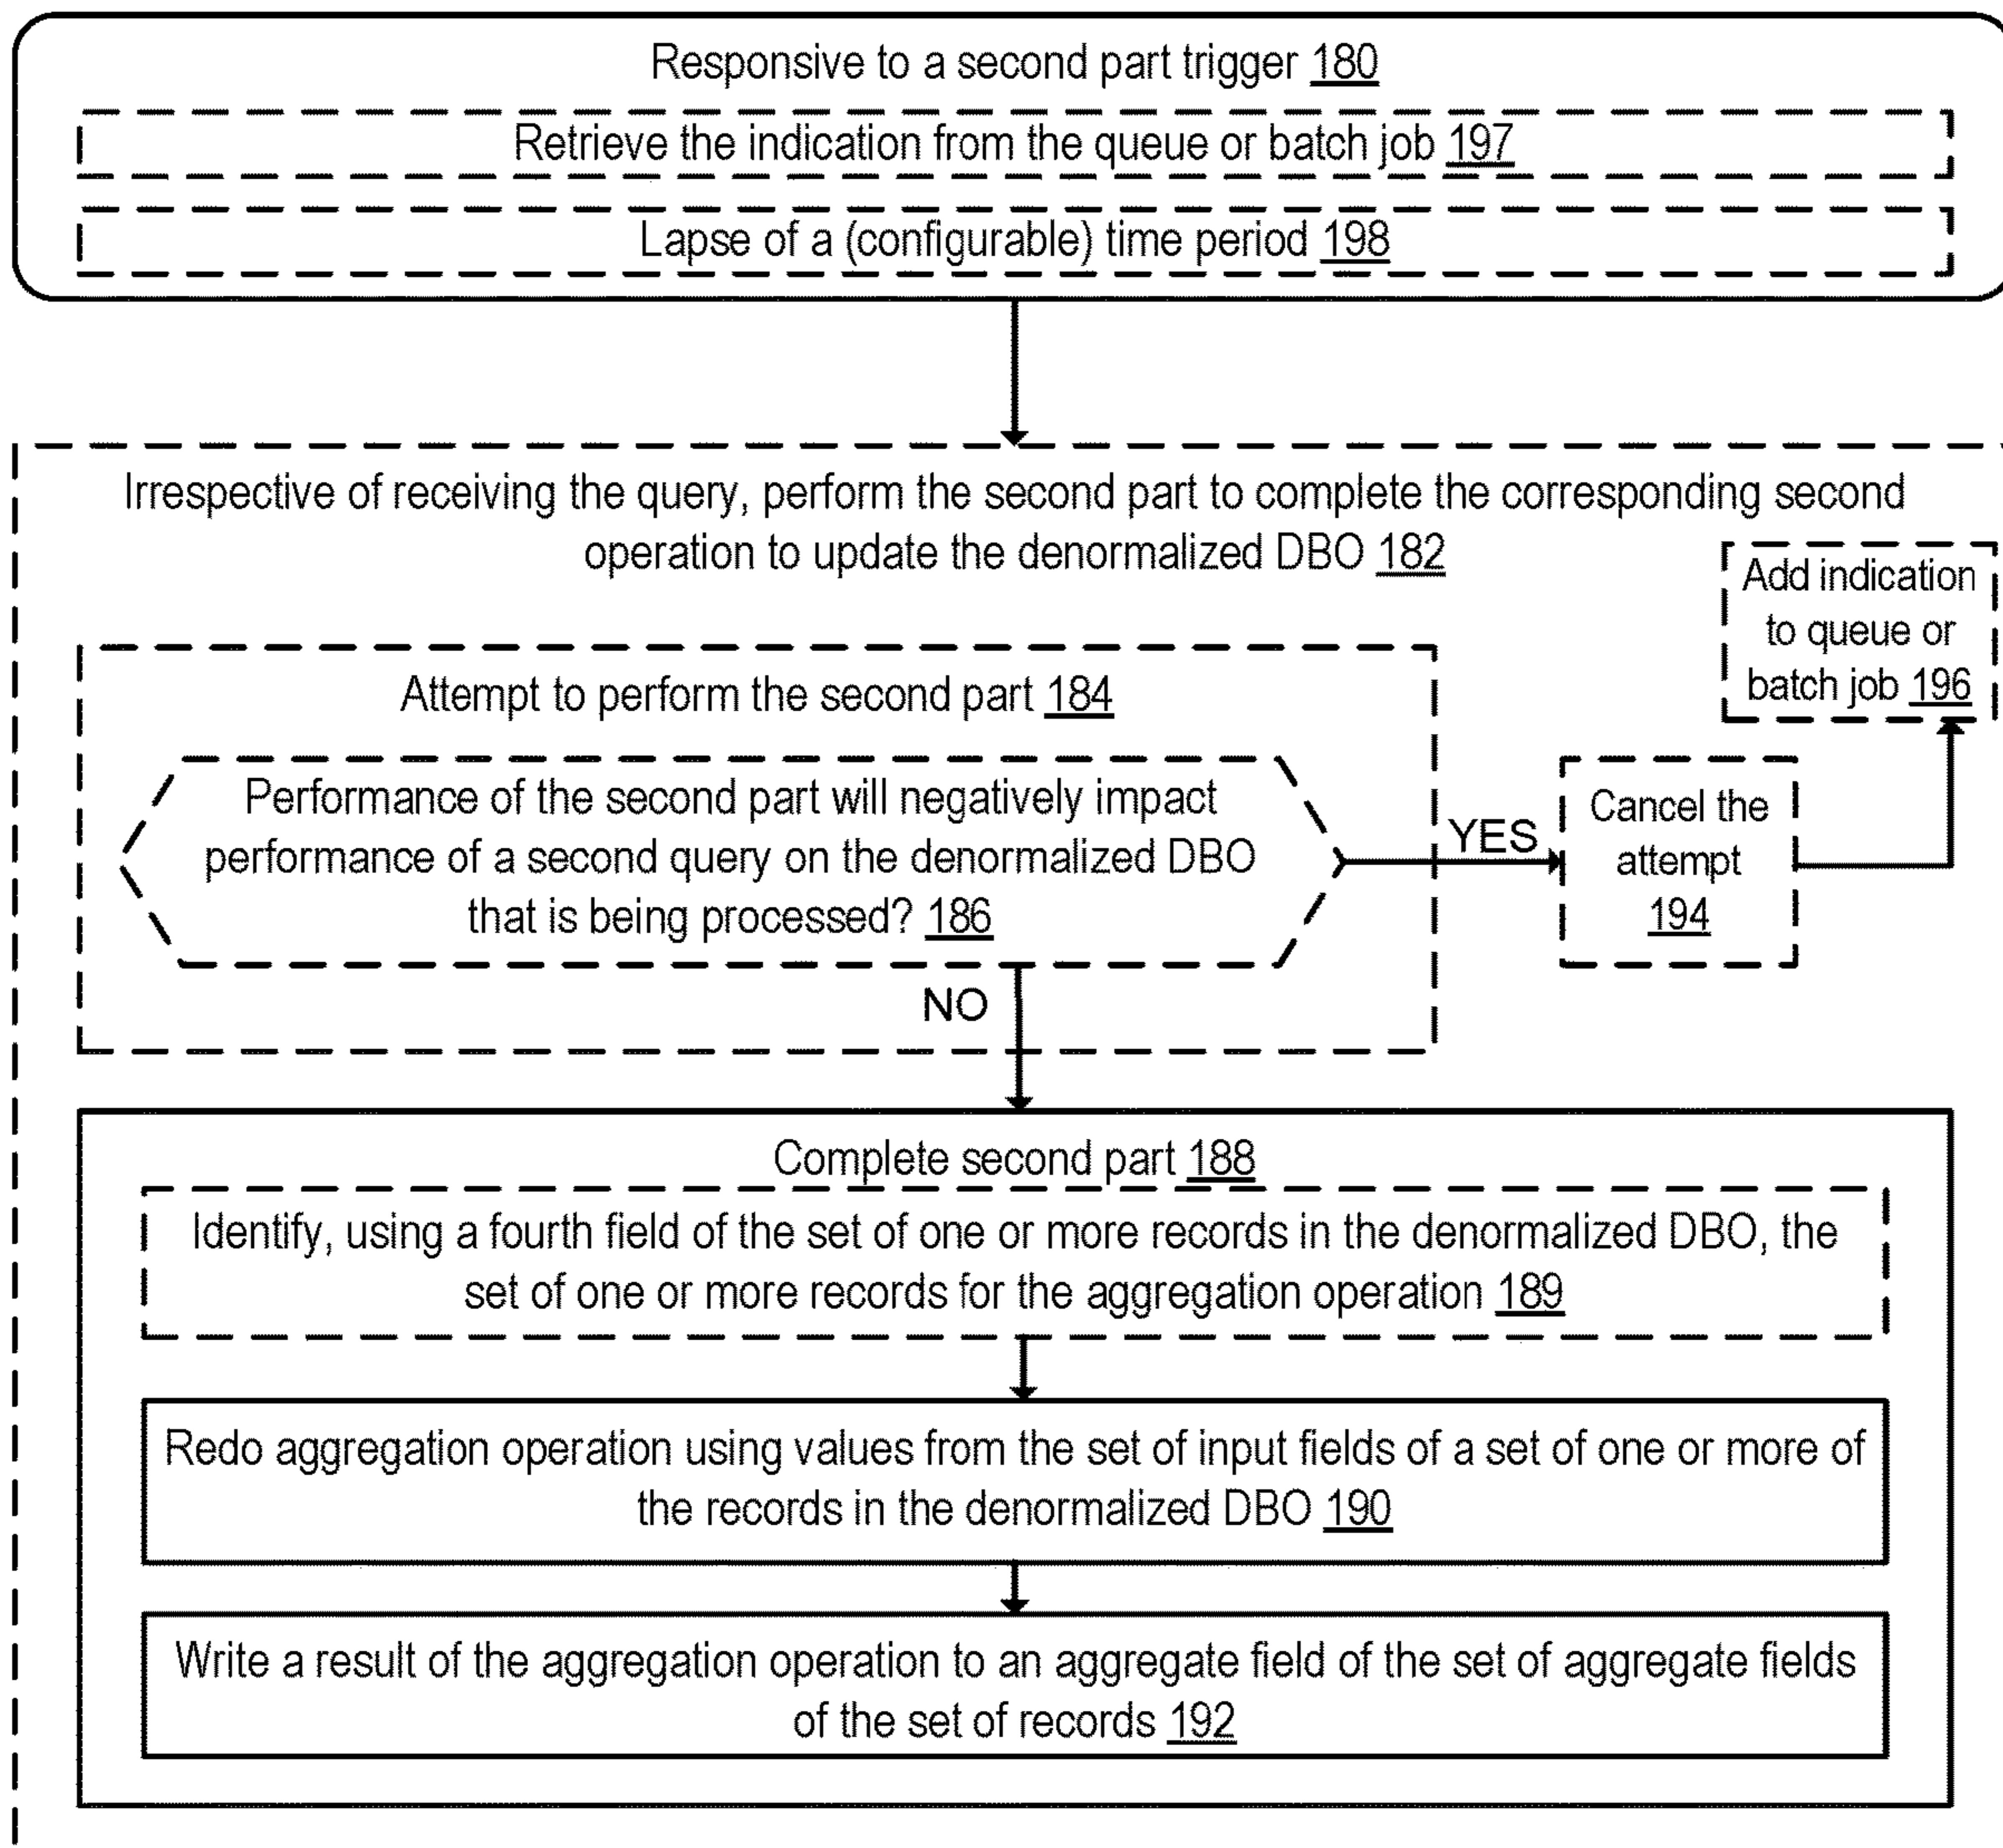 Responsive to a second part trigger 180
Retrieve the indication from the queue or batch job 197
Lapse of a (configurable) time period 198
Irrespective of receiving the query, perform the second part to complete the corresponding second
operation to update the denormalized DBO 182
Add indication
to queue or
batch job 196
Attempt to perform the second part 184
Performance of the second part will negatively impact
performance of a second query on the denormalized DBO
that is being processed? 186
YES
Cancel the
attempt
194
NO
Complete second part 188
Identify, using a fourth field of the set of one or more records in the denormalized DBO, the
set of one or more records for the aggregation operation 189
Redo aggregation operation using values from the set of input fields of a set of one or more of
the records in the denormalized DBO 190
Write a result of the aggregation operation to an aggregate field of the set of aggregate fields
of the set of records 192